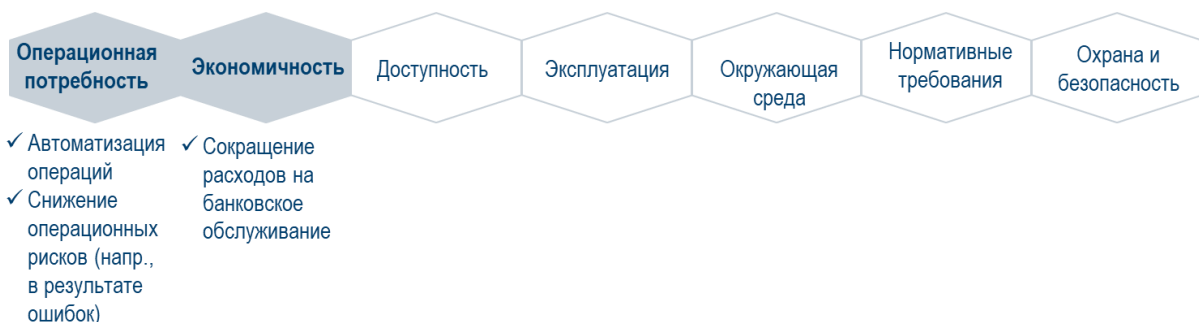 Операционная
потребность
Экономичность
Доступность
Эксплуатация
Окружающая
среда
Нормативные
требования
Охрана и
безопасность
✓ Автоматизация
операций
✓ Снижение
операционных
рисков (напр.,
в результате
ошибок)
✓ Сокращение
расходов на
банковское
обслуживание